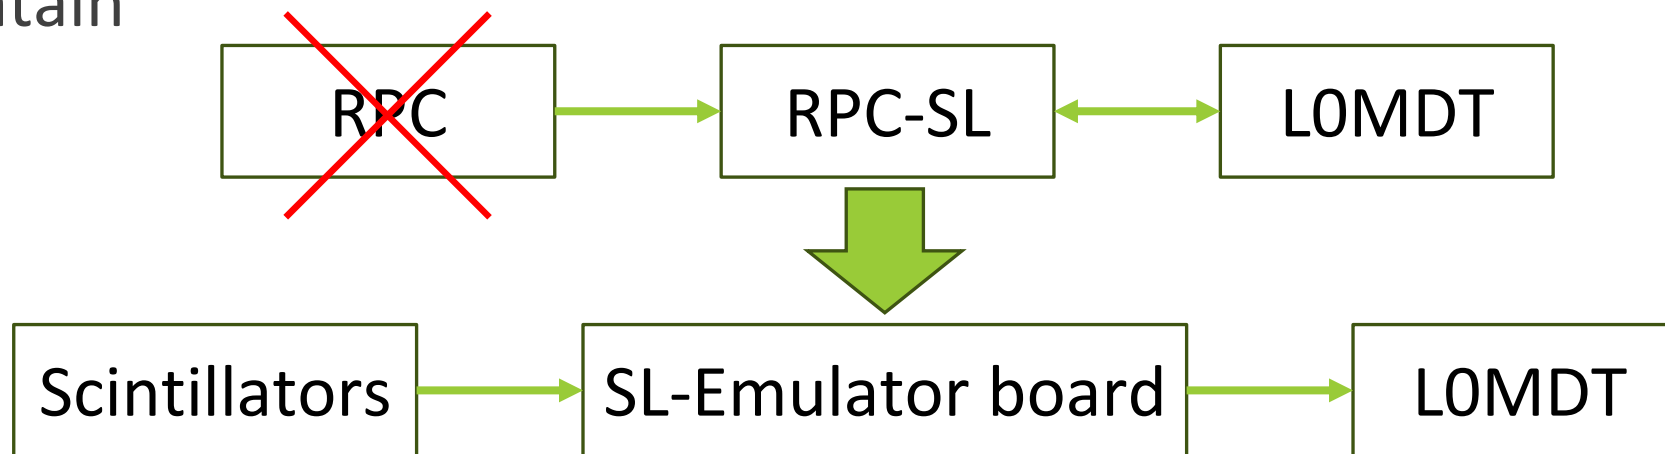 RPC
RPC-SL
L0MDT
Scintillators
SL-Emulator board
L0MDT